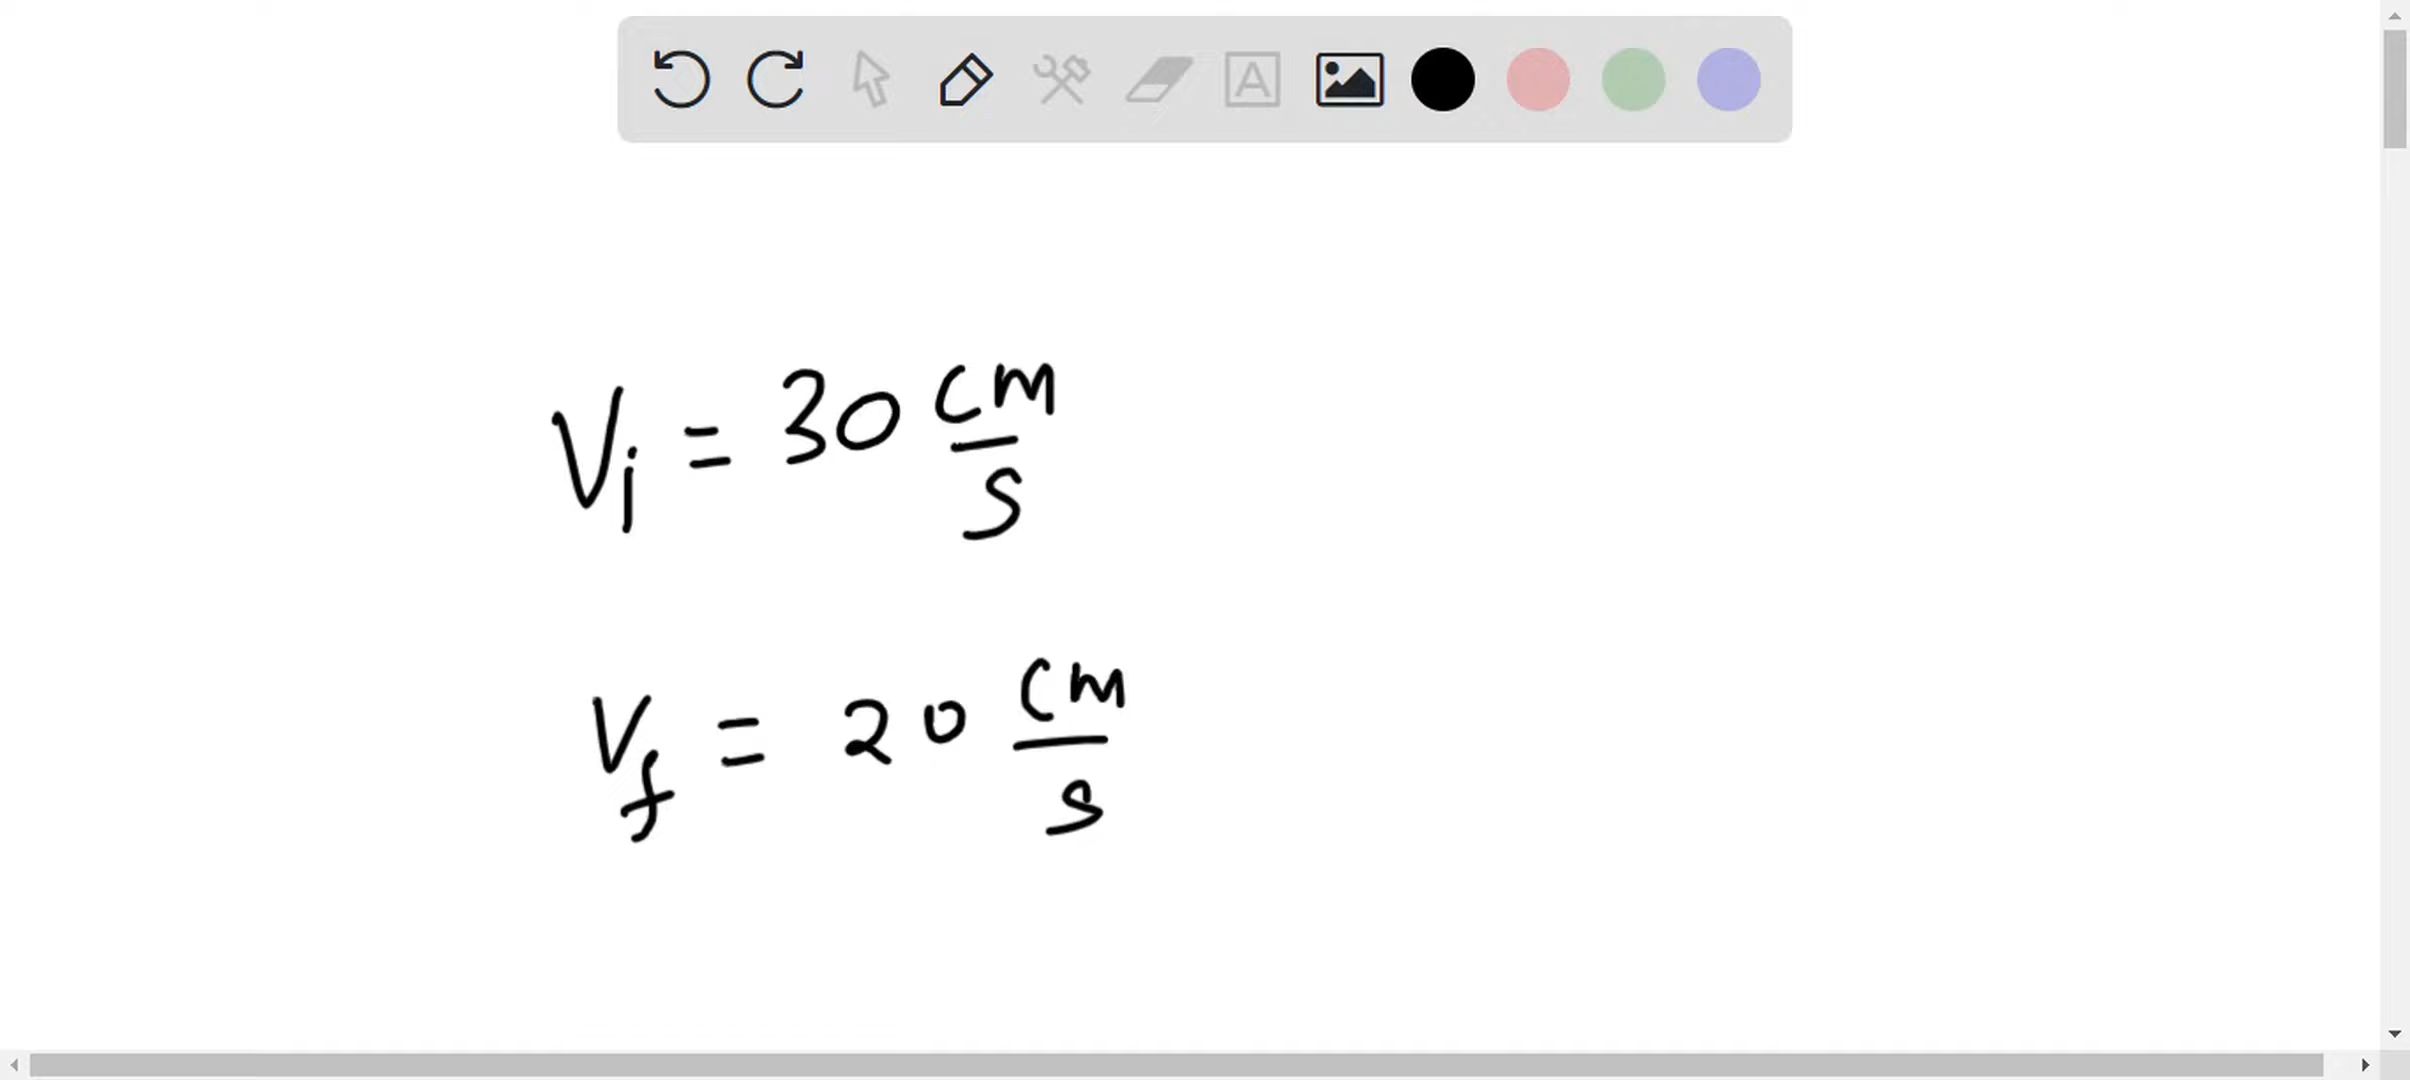 A
Vi = 30 cm/s
Vf = 20 cm/s